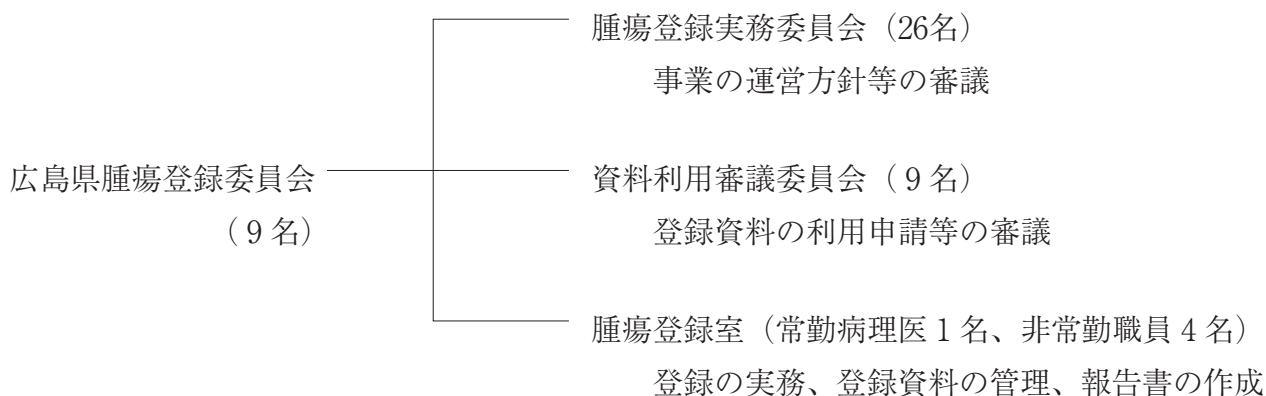 腫瘍登録実務委員会（26名）
事業の運営方針等の審議
広島県腫瘍登録委員会
（9名）
資料利用審議委員会（9名）
登録資料の利用申請等の審議
腫瘍登録室（常勤病理医1名、非常勤職員4名）
登録の実務、登録資料の管理、報告書の作成